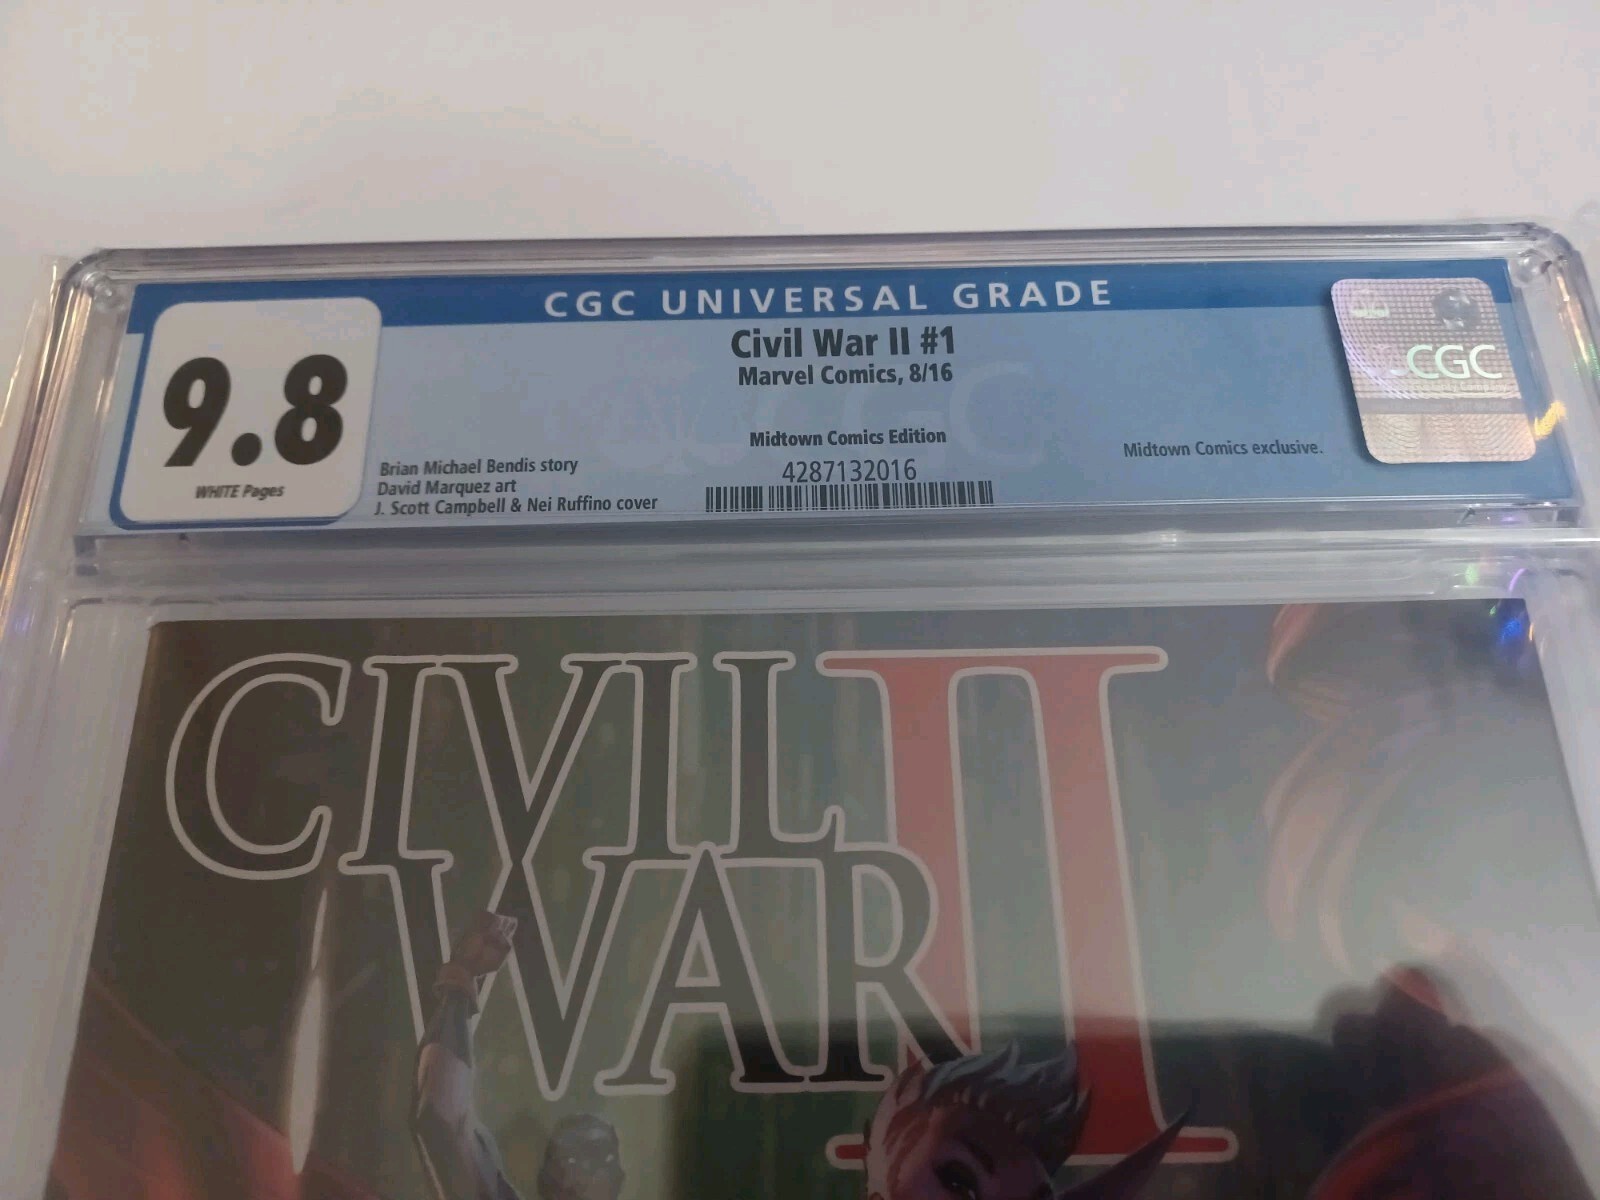 CGC UNIVERSAL GRADE
9.8
WHITE Pages
Civil War II #1
Marvel Comics, 8/16
Midtown Comics Edition
4287132016
Brian Michael Bendis story
David Marquez art
J. Scott Campbell & Nei Ruffino cover
Midtown Comics exclusive.
CGC
CIVIL
WAR
II